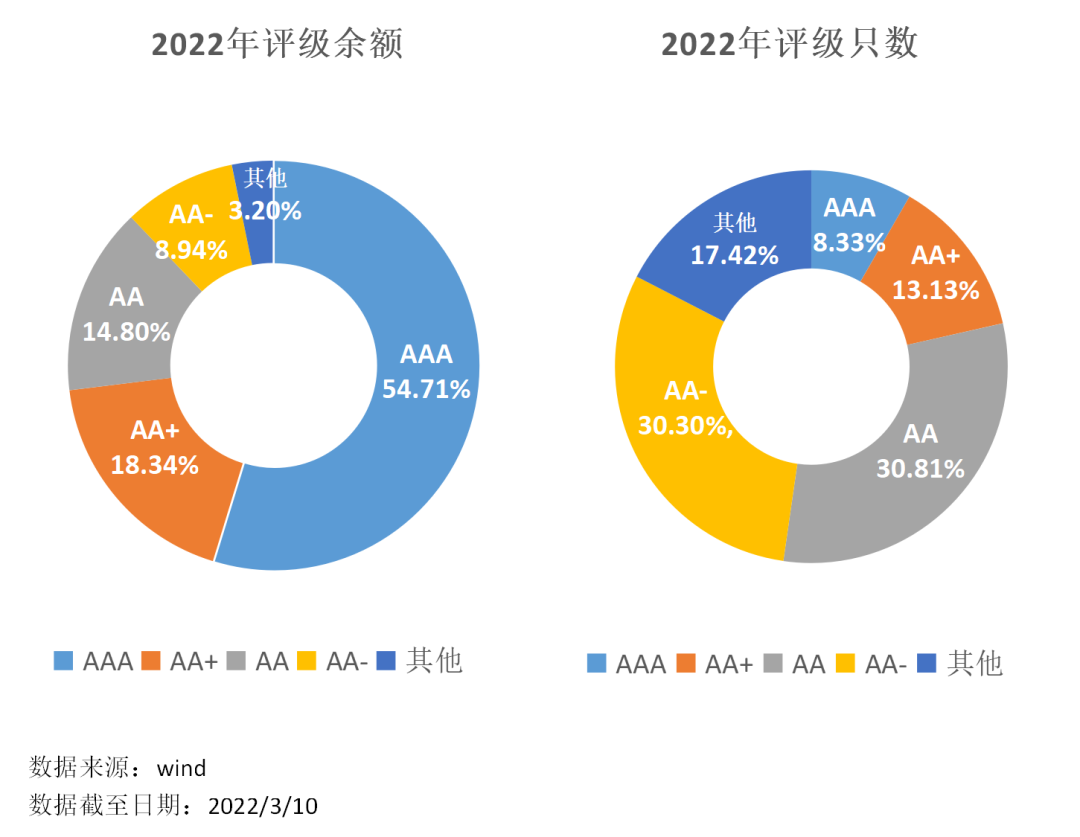 2022年评级余额
其他
3.20%
AA-
8.94%
AA
14.80%
AAA
54.71%
AA+
18.34%
AAA AA+ AA AA- 其他
2022年评级只数
AAA
8.33%
其他
17.42%
AA+
13.13%
AA-
30.30%,
AA
30.81%
AAA AA+ AA AA- 其他
数据来源：wind
数据截至日期：2022/3/10